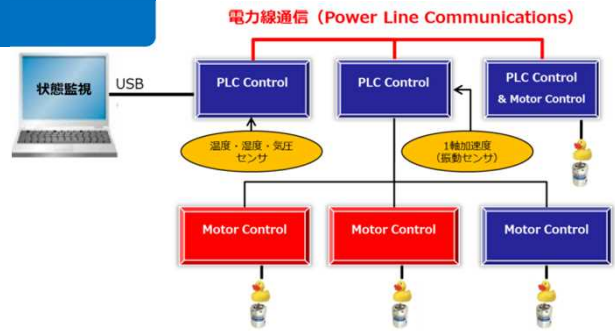 電力線通信（Power Line Communications）
状態監視
USB
PLC Control
PLC Control
PLC Control
& Motor Control
温度・湿度・気圧
センサ
1軸加速度
（振動センサ）
Motor Control
Motor Control
Motor Control